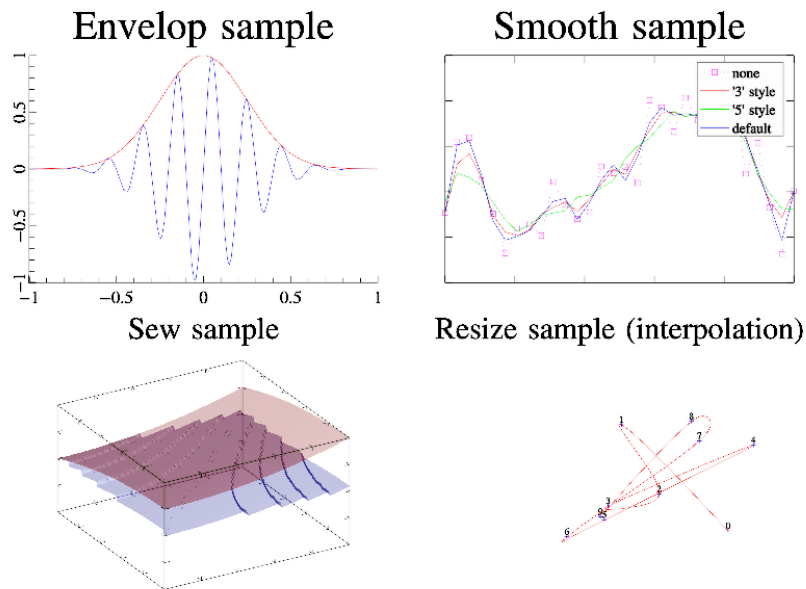 Envelop sample
Smooth sample
none
'3' style
'5' style
default
1
0.5
0
−0.5
−1
−1
−0.5
0
0.5
1
Sew sample
Resize sample (interpolation)
1
8
7
4
3
2
6
0